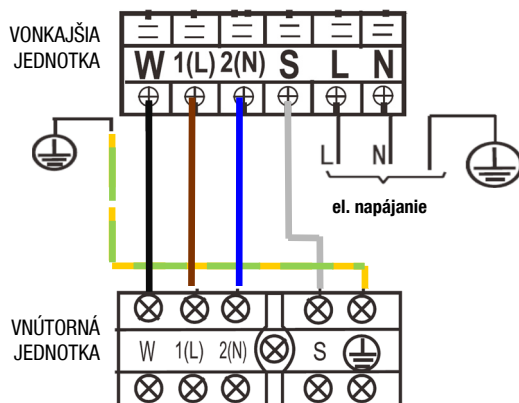 VONKAJŠIA
JEDNOTKA
W 1(L) 2(N) S L N
L N
el. napájanie
VNÚTORNÁ
JEDNOTKA
W 1(L) 2(N) S